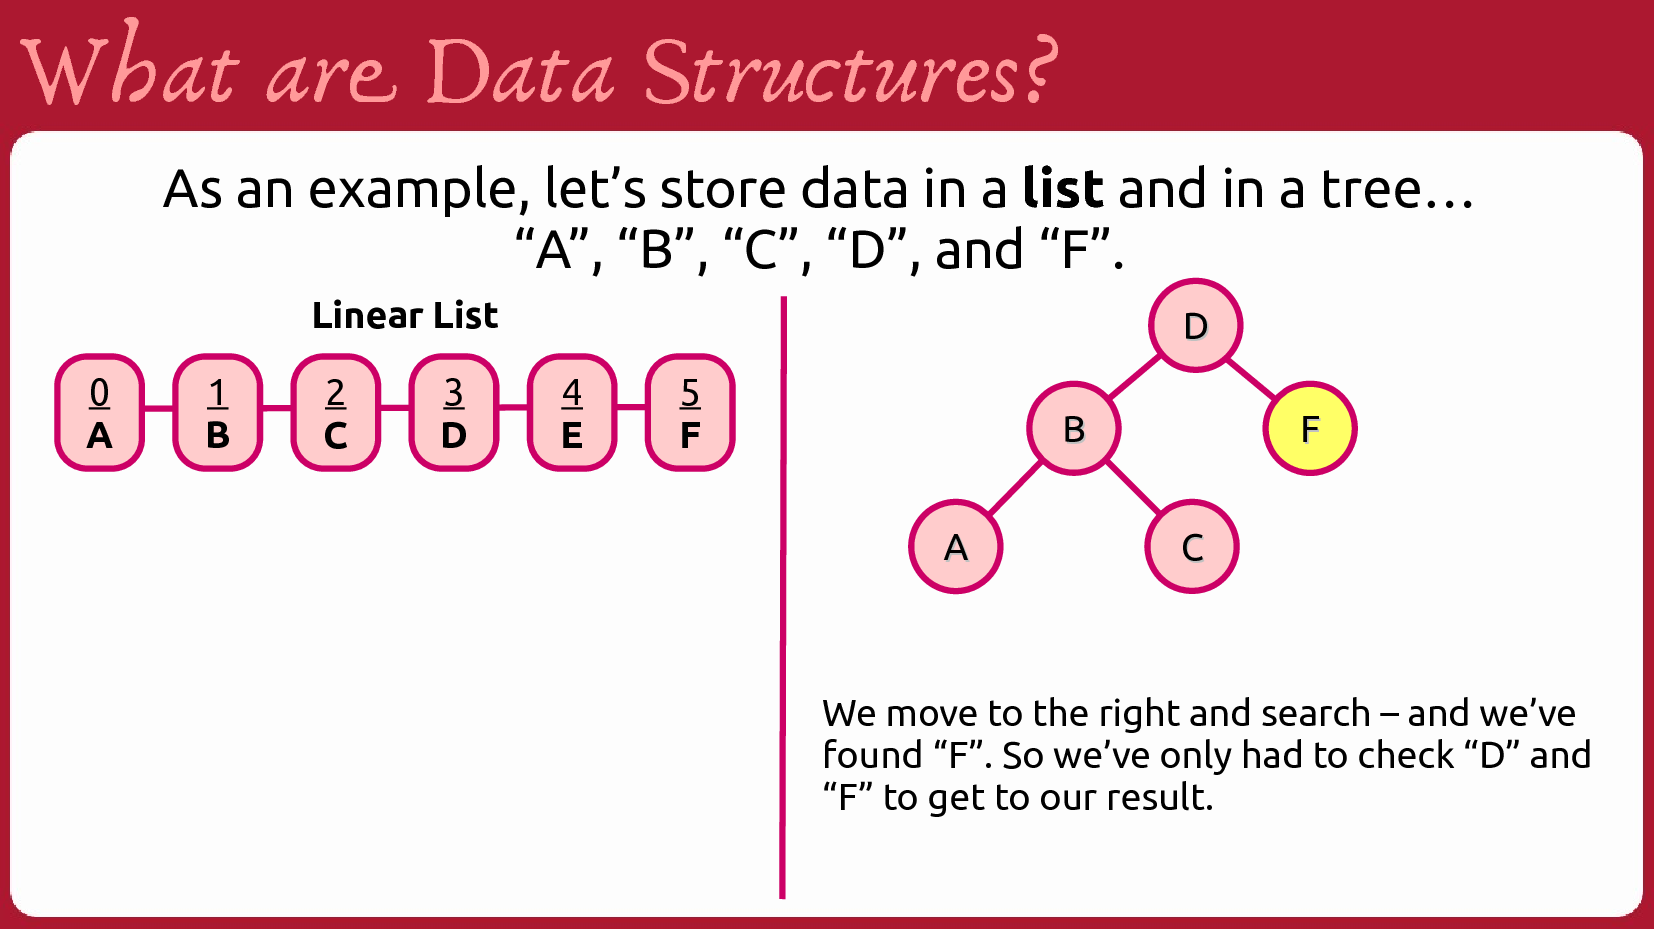 What are Data Structures?
As an example, let’s store data in a list and in a tree…
“A”, “B”, “C”, “D”, and “F”.
Linear List
0 1 2 3 4 5
A B C D E F
D
B F
A C
We move to the right and search – and we’ve
found “F”. So we’ve only had to check “D” and
“F” to get to our result.